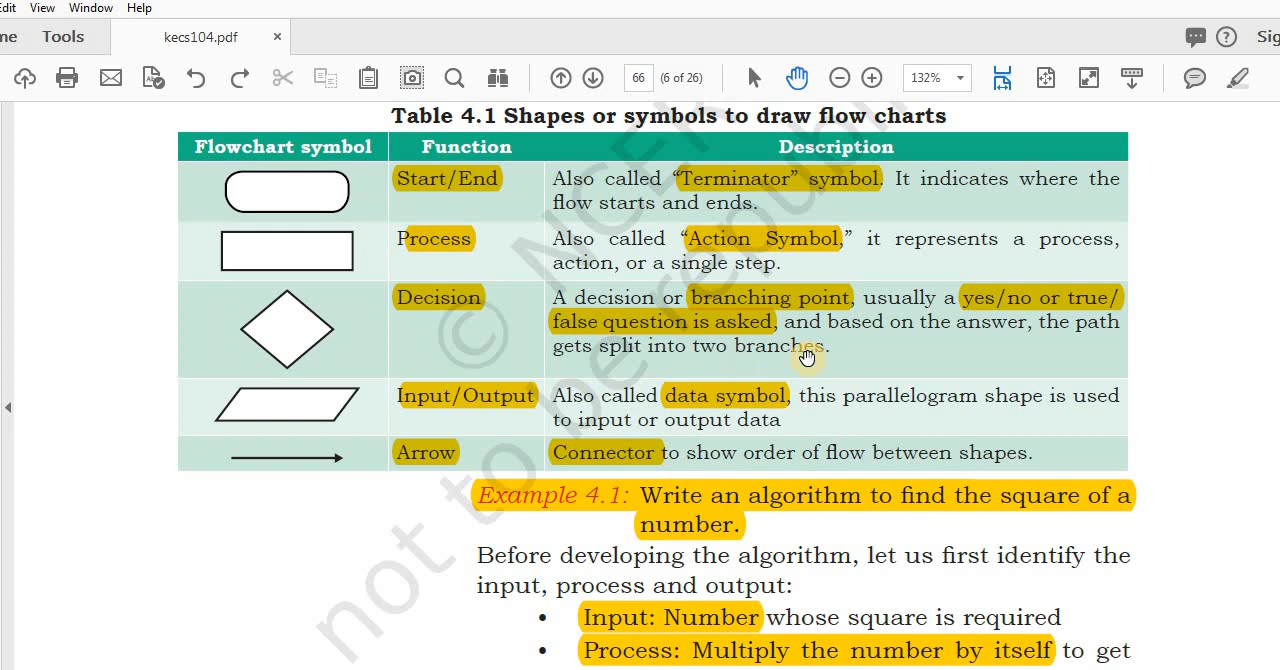 Edit View Window Help
me Tools kecs104.pdf × Sig
66 (6 of 26) 132%
Table 4.1 Shapes or symbols to draw flow charts
Flowchart symbol Function Description
Start/End Also called “Terminator” symbol. It indicates where the
flow starts and ends.
Process Also called “Action Symbol,” it represents a process,
action, or a single step.
Decision A decision or branching point, usually a yes/no or true/
false question is asked, and based on the answer, the path
gets split into two branches.
Input/Output Also called data symbol, this parallelogram shape is used
to input or output data
Arrow Connector to show order of flow between shapes.
Example 4.1: Write an algorithm to find the square of a
number.
Before developing the algorithm, let us first identify the
input, process and output:
• Input: Number whose square is required
• Process: Multiply the number by itself to get
© NCER
not to be republi